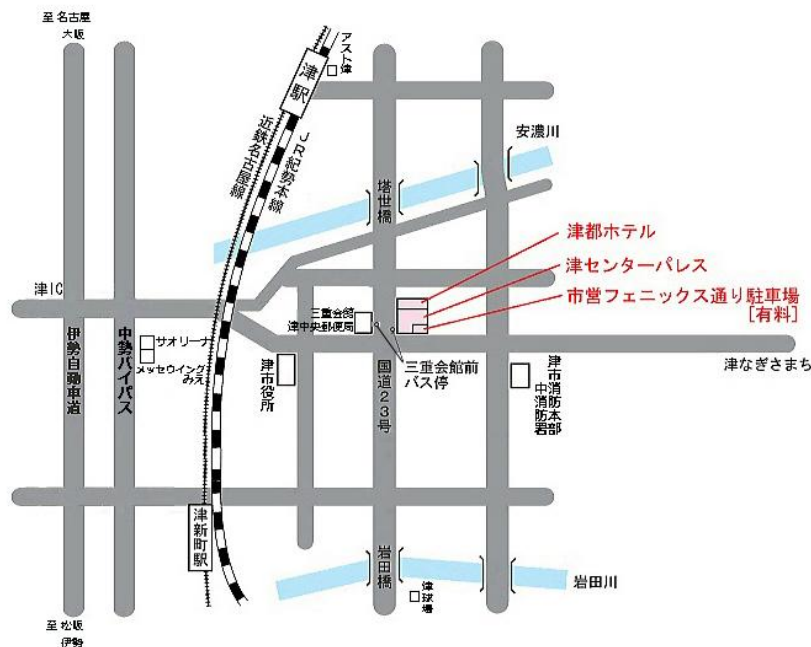 至 名古屋
大阪
アスト津
津駅
近鉄名古屋線
JR紀勢本線
安濃川
塔世橋
津都ホテル
津センターパレス
市営フェニックス通り駐車場
[有料]
津IC
三重会館
津中央郵便局
サオリーナ
メッセウイング
みえ
伊勢自動車道
中勢バイパス
津市役所
国道23号
三重会館前
バス停
津市消防本部
中消防署
津なぎさまち
津新町駅
岩田橋
津球場
岩田川
至 松阪
伊勢